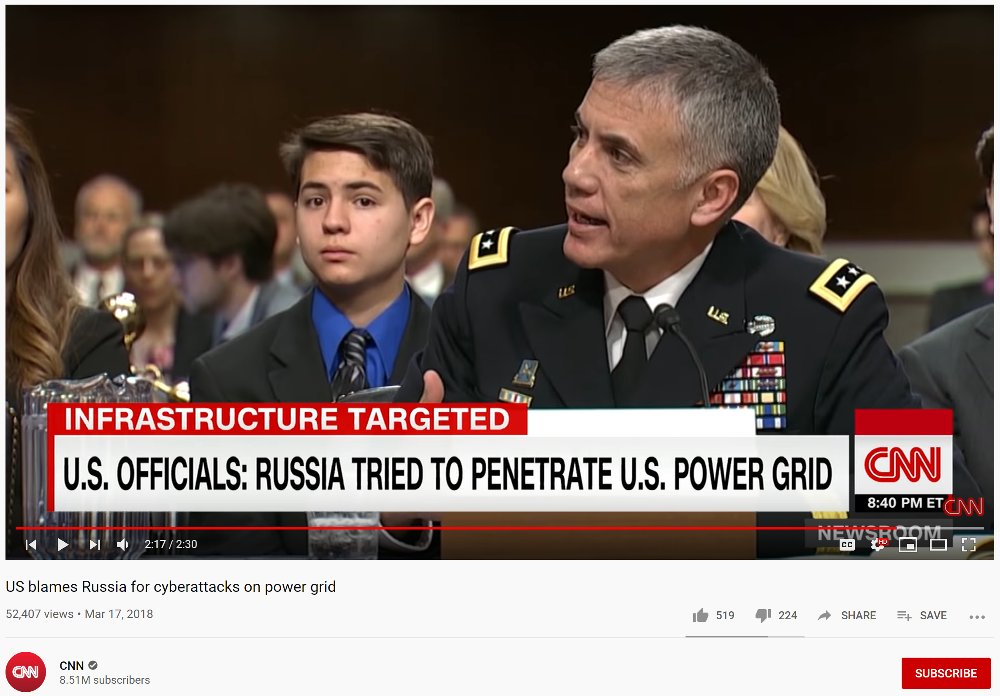 U.S.
U.S.
INFRASTRUCTURE TARGETED
U.S. OFFICIALS: RUSSIA TRIED TO PENETRATE U.S. POWER GRID
CNN
8:40 PM ET
CNN
NEWSROOM
2:17 / 2:30
CC
HD
US blames Russia for cyberattacks on power grid
52,407 views • Mar 17, 2018
519
224
SHARE
SAVE
CNN
CNN
8.51M subscribers
SUBSCRIBE